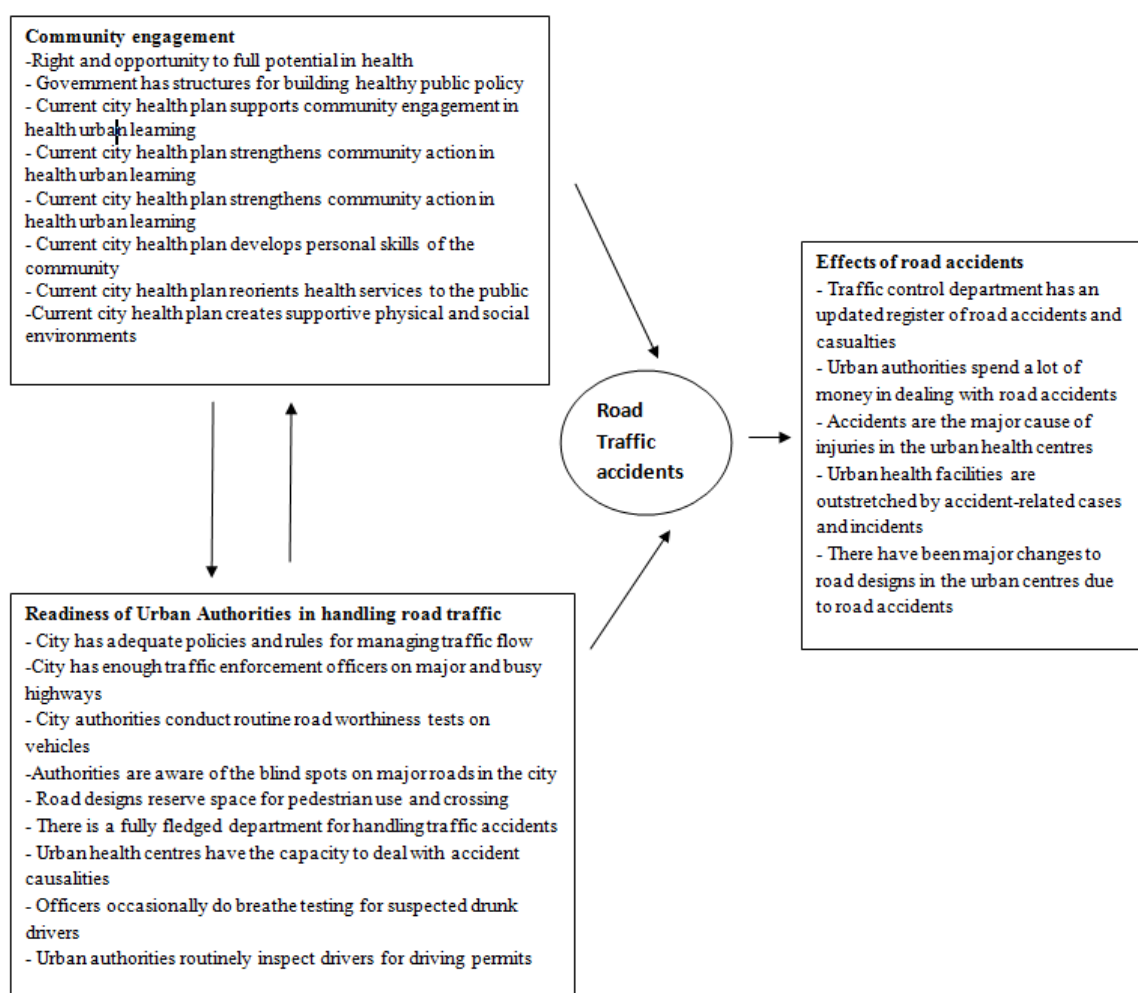 Community engagement
-Right and opportunity to full potential in health
- Government has structures for building healthy public policy
- Current city health plan supports community engagement in
health urban learning
- Current city health plan strengthens community action in
health urban learning
- Current city health plan strengthens community action in
health urban learning
- Current city health plan develops personal skills of the
community
- Current city health plan reorients health services to the public
-Current city health plan creates supportive physical and social
environments
Road
Traffic
accidents
Effects of road accidents
- Traffic control department has an
updated register of road accidents and
casualties
- Urban authorities spend a lot of
money in dealing with road accidents
- Accidents are the major cause of
injuries in the urban health centres
- Urban health facilities are
outstretched by accident-related cases
and incidents
- There have been major changes to
road designs in the urban centres due
to road accidents
Readiness of Urban Authorities in handling road traffic
- City has adequate policies and rules for managing traffic flow
-City has enough traffic enforcement officers on major and busy
highways
- City authorities conduct routine road worthiness tests on
vehicles
-Authorities are aware of the blind spots on major roads in the city
- Road designs reserve space for pedestrian use and crossing
- There is a fully fledged department for handling traffic accidents
- Urban health centres have the capacity to deal with accident
causalities
- Officers occasionally do breathe testing for suspected drunk
drivers
- Urban authorities routinely inspect drivers for driving permits